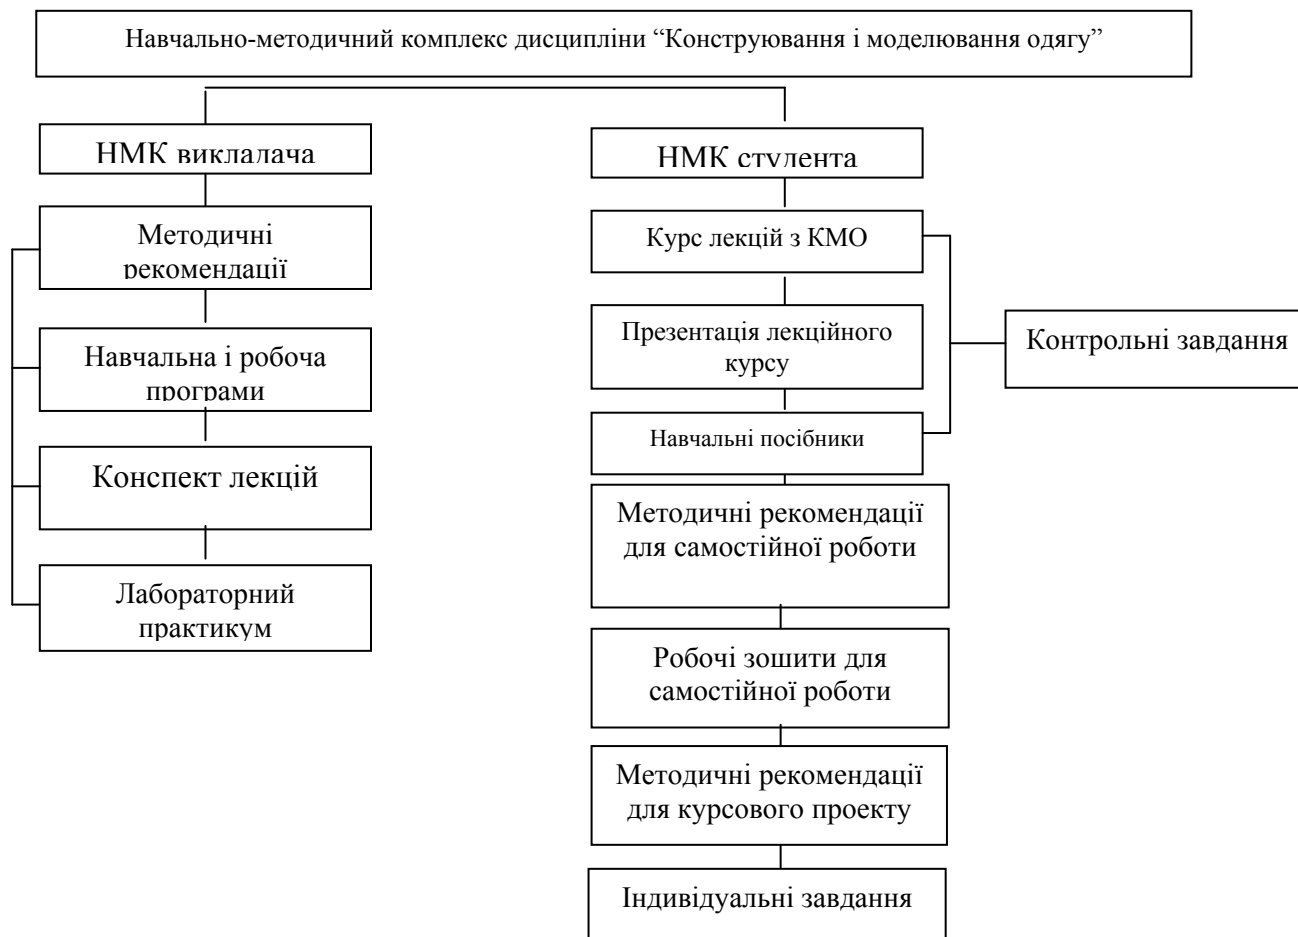 Навчально-методичний комплекс дисципліни “Конструювання і моделювання одягу”
НМК викладача
Методичні
рекомендації
Навчальна і робоча
програми
Конспект лекцій
Лабораторний
практикум
НМК студента
Курс лекцій з КМО
Презентація лекційного
курсу
Навчальні посібники
Контрольні завдання
Методичні рекомендації
для самостійної роботи
Робочі зошити для
самостійної роботи
Методичні рекомендації
для курсового проекту
Індивідуальні завдання